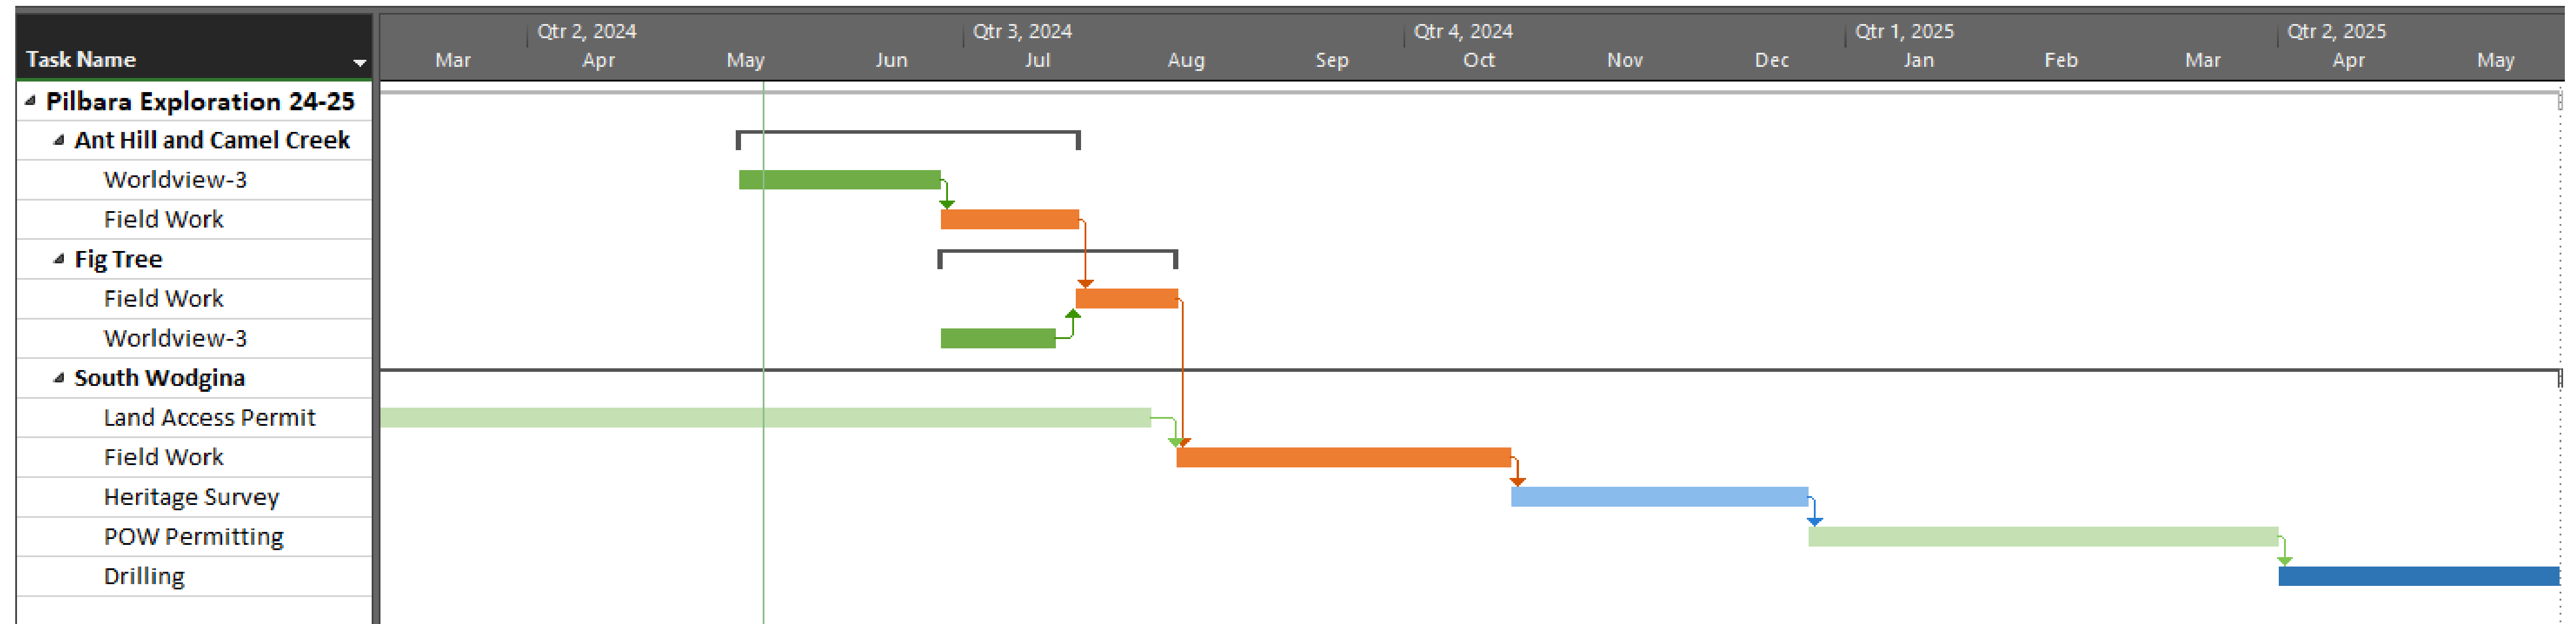 Qtr 2, 2024 Qtr 3, 2024 Qtr 4, 2024 Qtr 1, 2025 Qtr 2, 2025
Task Name Mar Apr May Jun Jul Aug Sep Oct Nov Dec Jan Feb Mar Apr May
Pilbara Exploration 24-25
Ant Hill and Camel Creek
Worldview-3
Field Work
Fig Tree
Field Work
Worldview-3
South Wodgina
Land Access Permit
Field Work
Heritage Survey
POW Permitting
Drilling